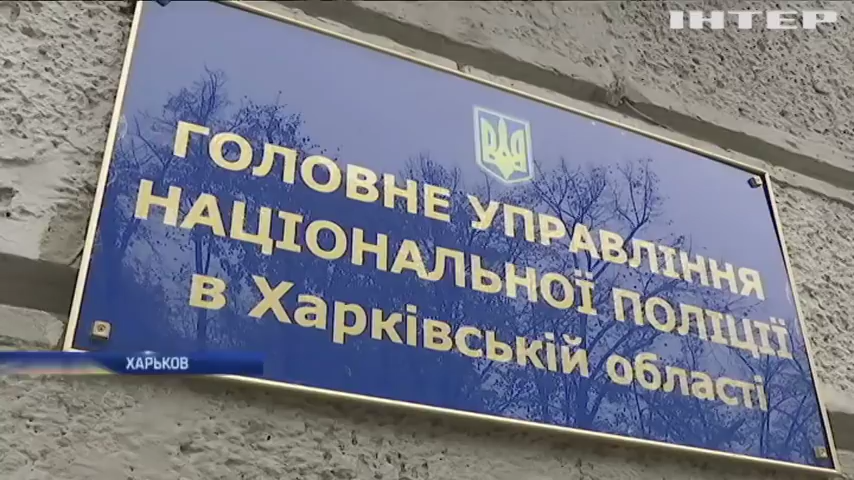 ІНТЕР
ГОЛОВНЕ УПРАВЛІННЯ
НАЦІОНАЛЬНОЇ ПОЛІЦІЇ
в Харківській області
ХАРЬКОВ